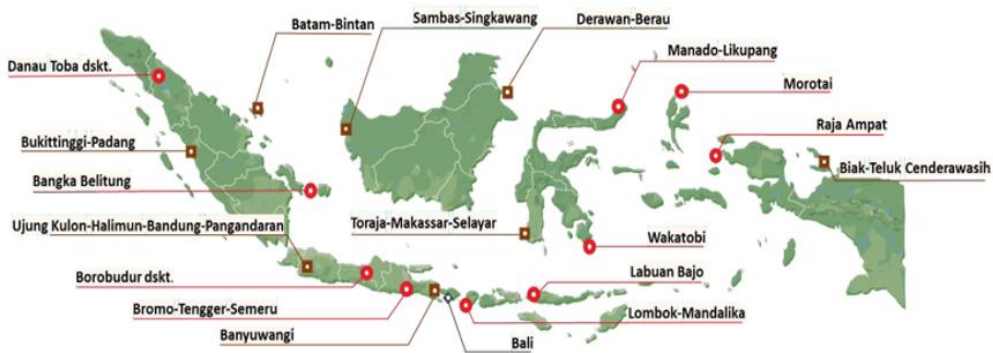 Sambas-Singkawang
Derawan-Berau
Batam-Bintan
Manado-Likupang
Danau Toba dskt.
Morotai
Raja Ampat
Bukittinggi-Padang
Biak-Teluk Cenderawasih
Bangka Belitung
Ujung Kulon-Halimun-Bandung-Pangandaran
Toraja-Makassar-Selayar
Wakatobi
Borobudur dskt.
Labuan Bajo
Bromo-Tengger-Semeru
Lombok-Mandalika
Banyuwangi
Bali